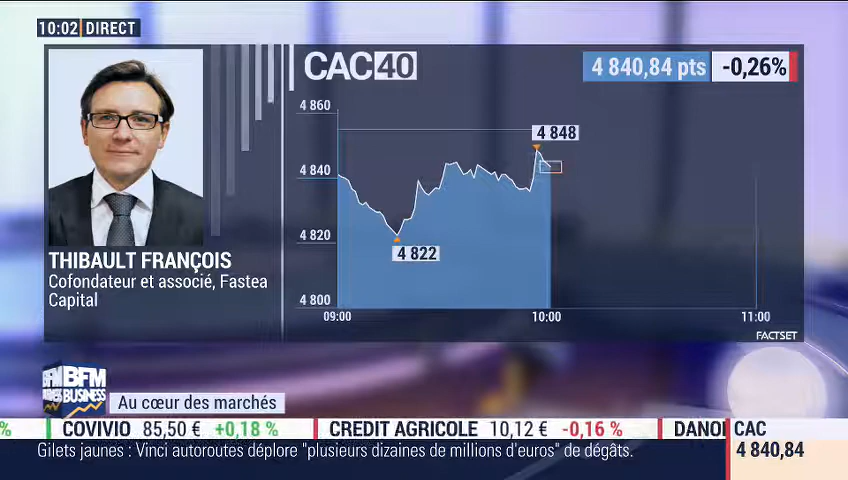 10:02 DIRECT
CAC40
4 840,84 pts -0,26%
4 860
4 848
4 840
4 820
4 822
4 800
09:00 10:00 11:00
FACTSET
THIBAULT FRANÇOIS
Cofondateur et associé, Fastea
Capital
BFM
BUSINESS
Au cœur des marchés
% COVIVIO 85,50 € +0,18 % CREDIT AGRICOLE 10,12 € -0,16 % DANO
CAC
4 840,84
Gilets jaunes : Vinci autoroutes déplore "plusieurs dizaines de millions d'euros" de dégâts.